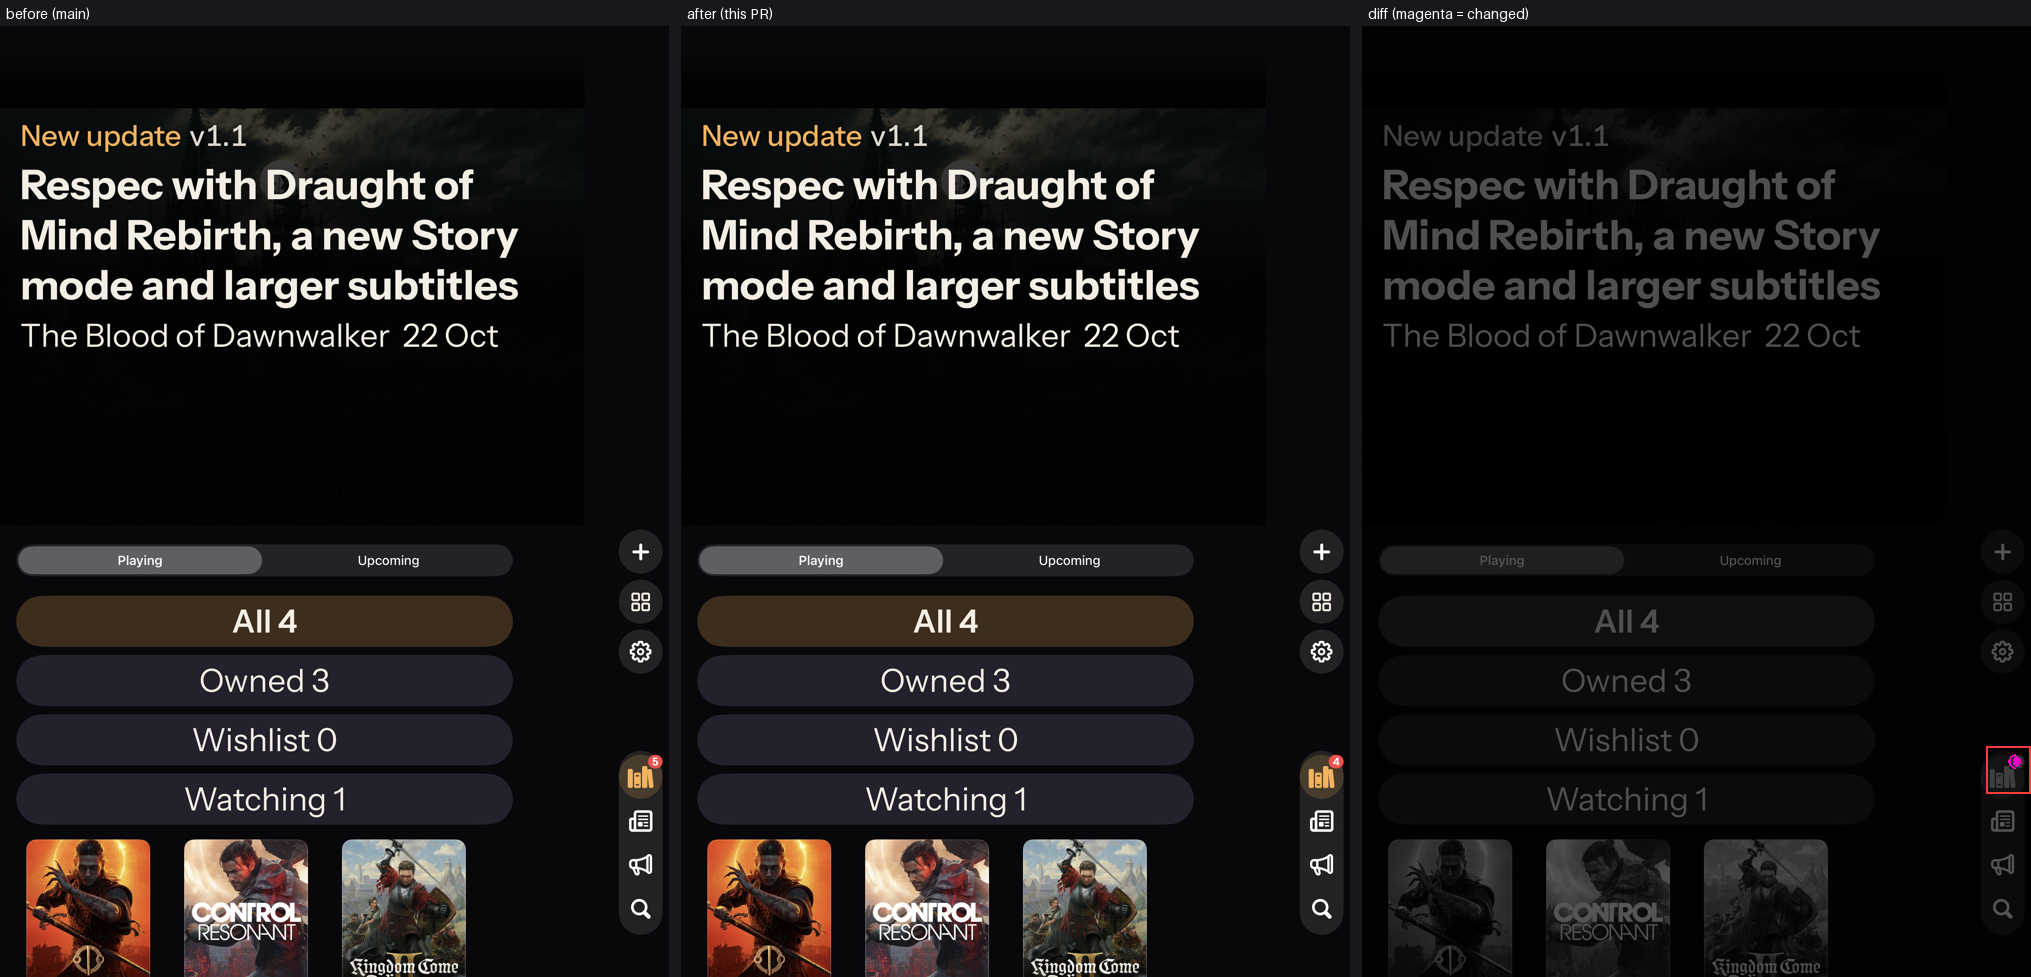 before (main)
New update v1.1
Respec with Draught of
Mind Rebirth, a new Story
mode and larger subtitles
The Blood of Dawnwalker 22 Oct
Playing
Upcoming
All 4
Owned 3
Wishlist 0
Watching 1
5
CONTROL
RESONANT
Kingdom Come
II
after (this PR)
New update v1.1
Respec with Draught of
Mind Rebirth, a new Story
mode and larger subtitles
The Blood of Dawnwalker 22 Oct
Playing
Upcoming
All 4
Owned 3
Wishlist 0
Watching 1
4
CONTROL
RESONANT
Kingdom Come
II
diff (magenta = changed)
New update v1.1
Respec with Draught of
Mind Rebirth, a new Story
mode and larger subtitles
The Blood of Dawnwalker 22 Oct
Playing
Upcoming
All 4
Owned 3
Wishlist 0
Watching 1
CONTROL
RESONANT
Kingdom Come
II